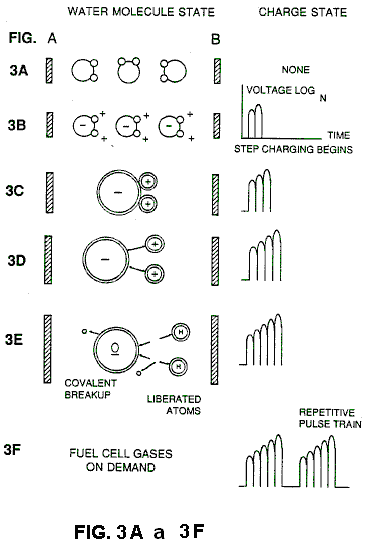 WATER MOLECULE STATE
CHARGE STATE
FIG. A
B
3A
NONE
VOLTAGE LOG
N
3B
- + + - + + - + +
TIME
STEP CHARGING BEGINS
3C
- + +
3D
- + +
3E
O
H
H
COVALENT
BREAKUP
LIBERATED
ATOMS
REPETITIVE
PULSE TRAIN
3F
FUEL CELL GASES
ON DEMAND
FIG. 3A a 3F